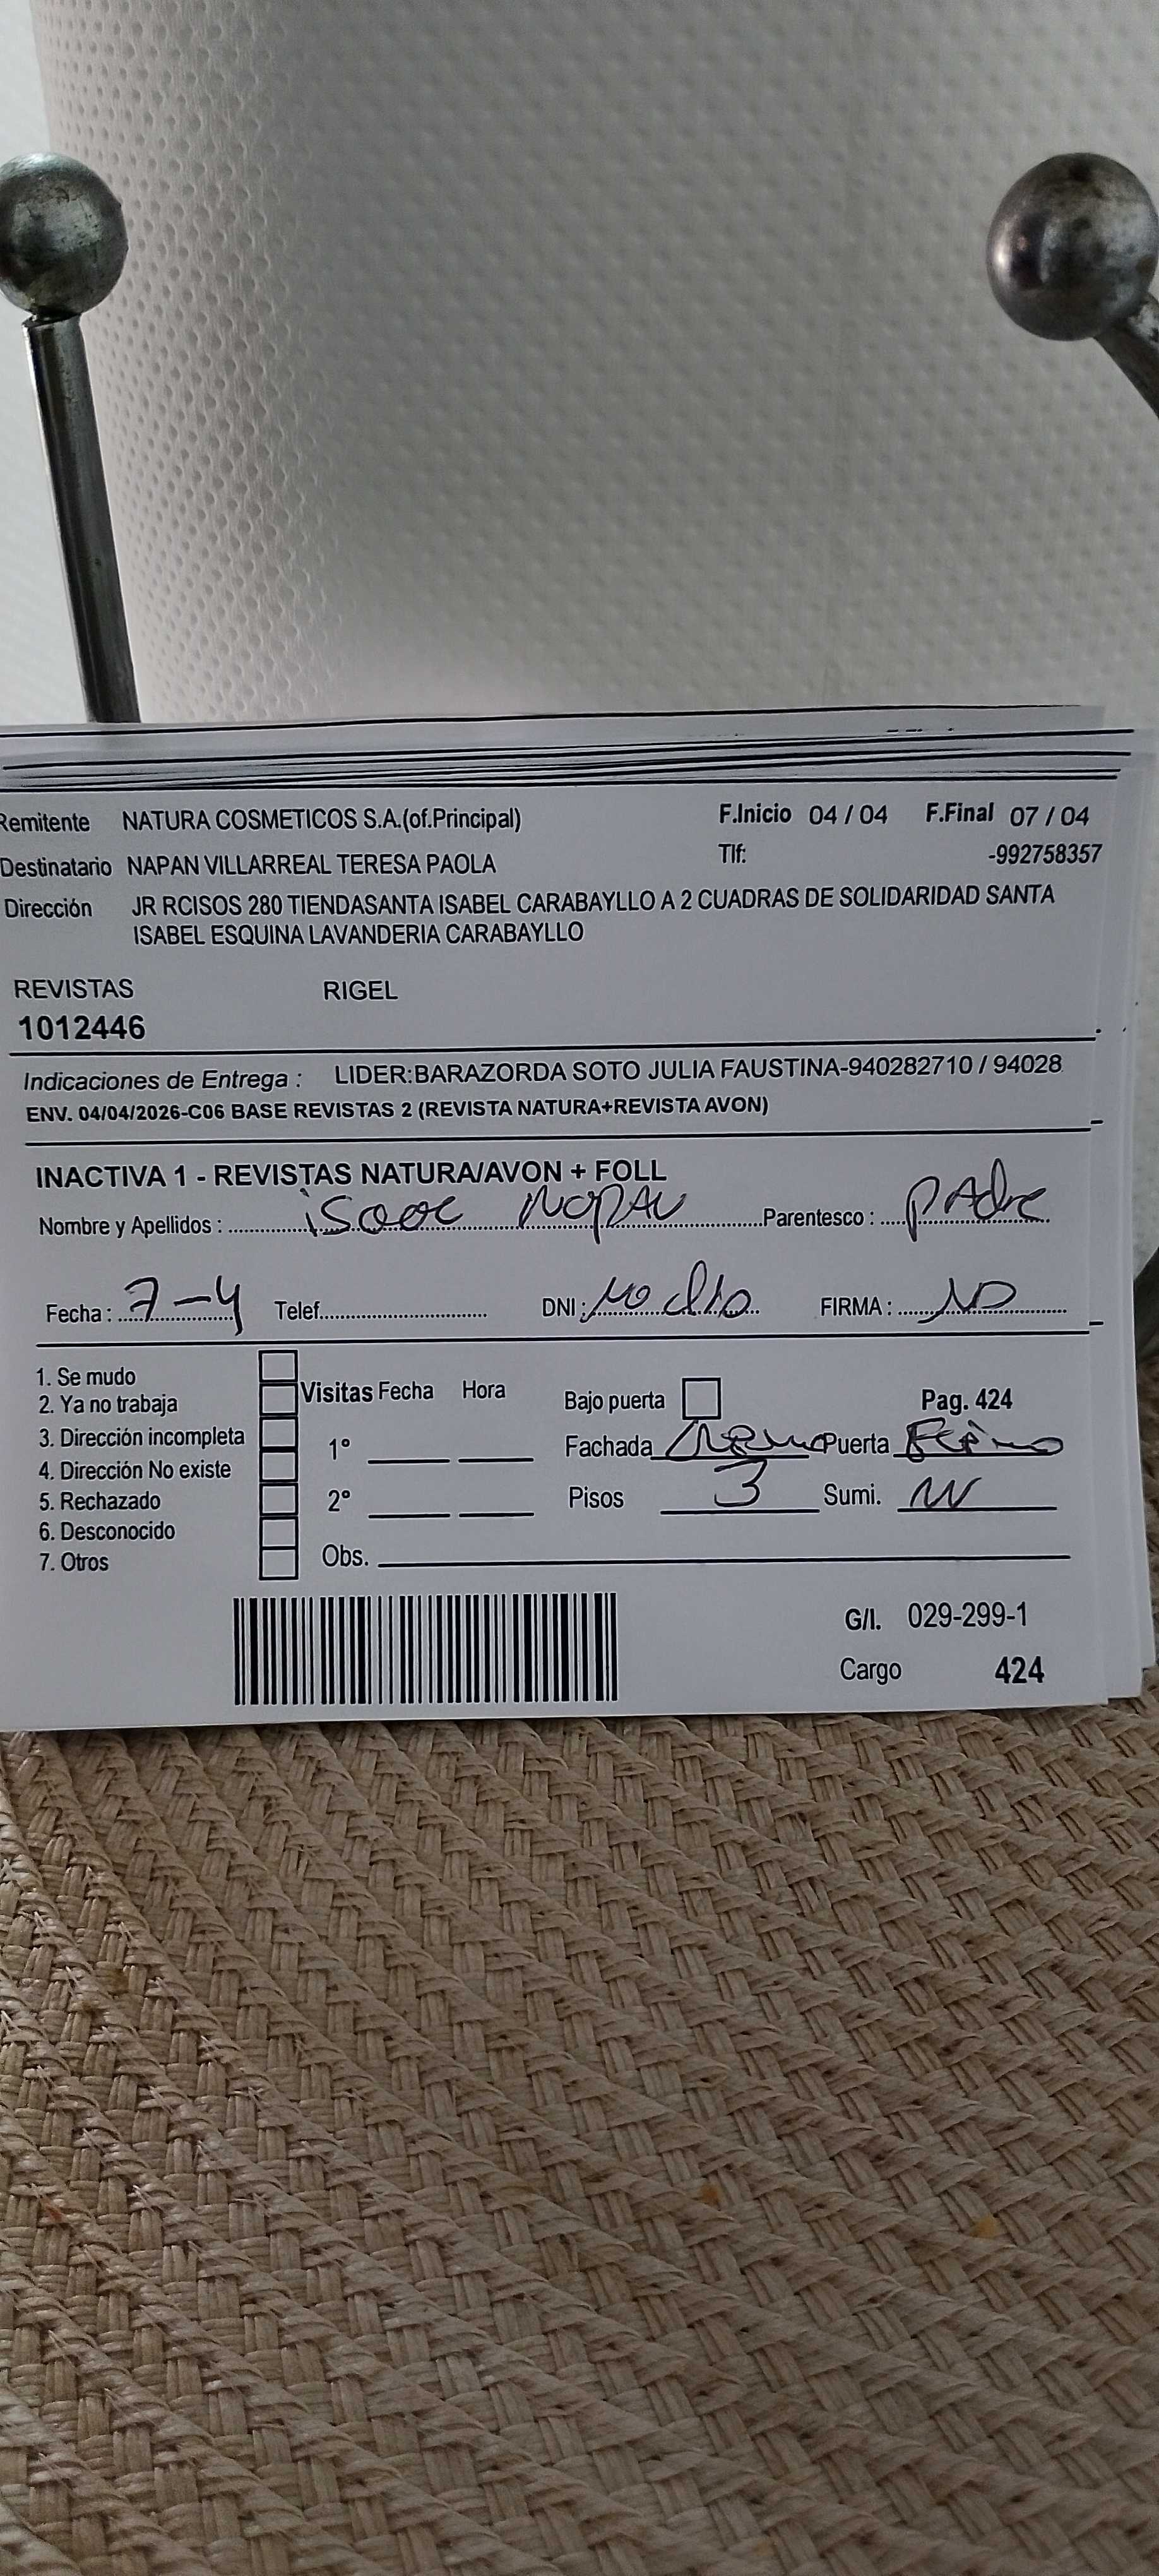 Remitente NATURA COSMETICOS S.A.(of.Principal) F.Inicio 04 / 04 F.Final 07 / 04
Destinatario NAPAN VILLARREAL TERESA PAOLA Tlf: -992758357
Dirección JR RCISOS 280 TIENDASANTA ISABEL CARABAYLLO A 2 CUADRAS DE SOLIDARIDAD SANTA
ISABEL ESQUINA LAVANDERIA CARABAYLLO
REVISTAS RIGEL
1012446
Indicaciones de Entrega : LIDER:BARAZORDA SOTO JULIA FAUSTINA-940282710 / 94028
ENV. 04/04/2026-C06 BASE REVISTAS 2 (REVISTA NATURA+REVISTA AVON)
INACTIVA 1 - REVISTAS NATURA/AVON + FOLL
Nombre y Apellidos : isaac Napan Parentesco : padre
Fecha : 7-4 Telef. DNI : No dio FIRMA : ND
1. Se mudo
2. Ya no trabaja Visitas Fecha Hora Bajo puerta Pag. 424
3. Dirección incompleta 1° Fachada Puerta
4. Dirección No existe
5. Rechazado 2° Pisos 3 Sumi.
6. Desconocido
7. Otros Obs.
G/I. 029-299-1
Cargo 424